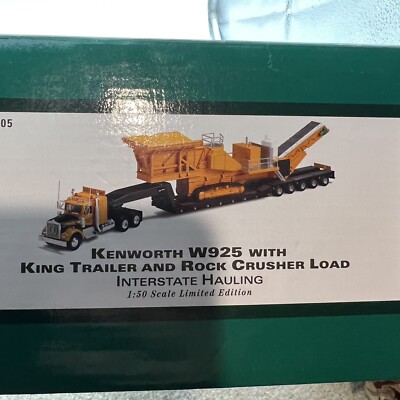 05
Kenworth W925 with
King Trailer and Rock Crusher Load
Interstate Hauling
1:50 Scale Limited Edition